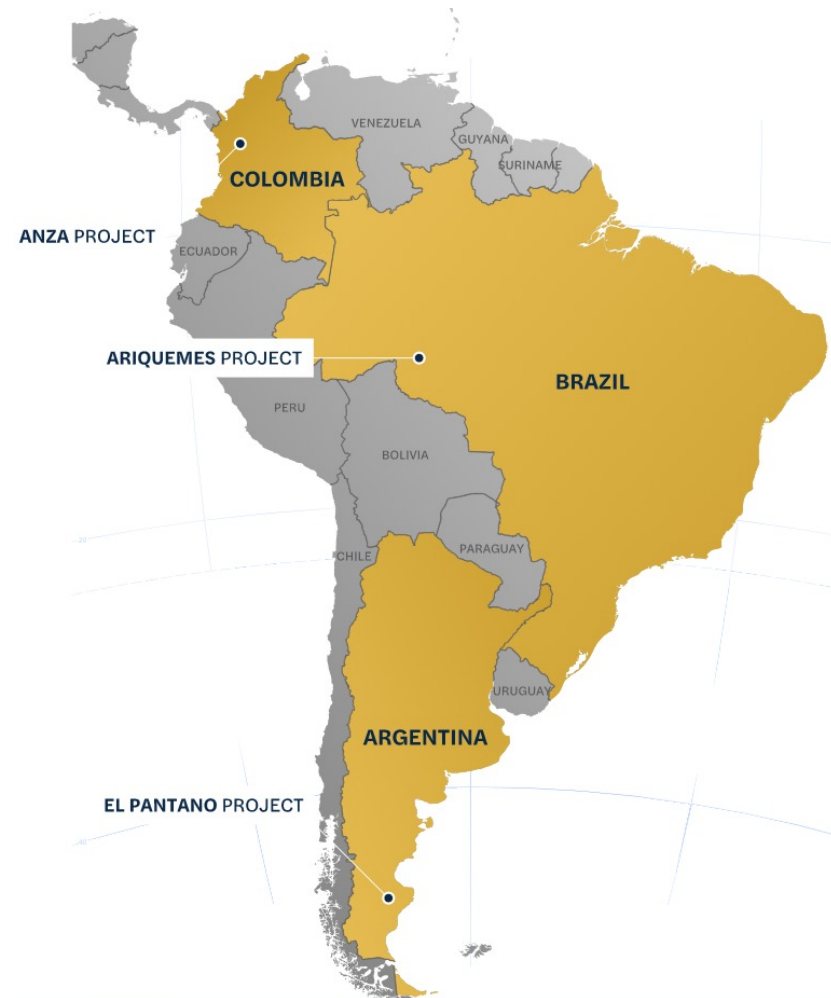 VENEZUELA
GUYANA
SURINAME
COLOMBIA
ANZA PROJECT
ECUADOR
ARIQUEMES PROJECT
BRAZIL
PERU
BOLIVIA
CHILE
PARAGUAY
URUGUAY
ARGENTINA
EL PANTANO PROJECT